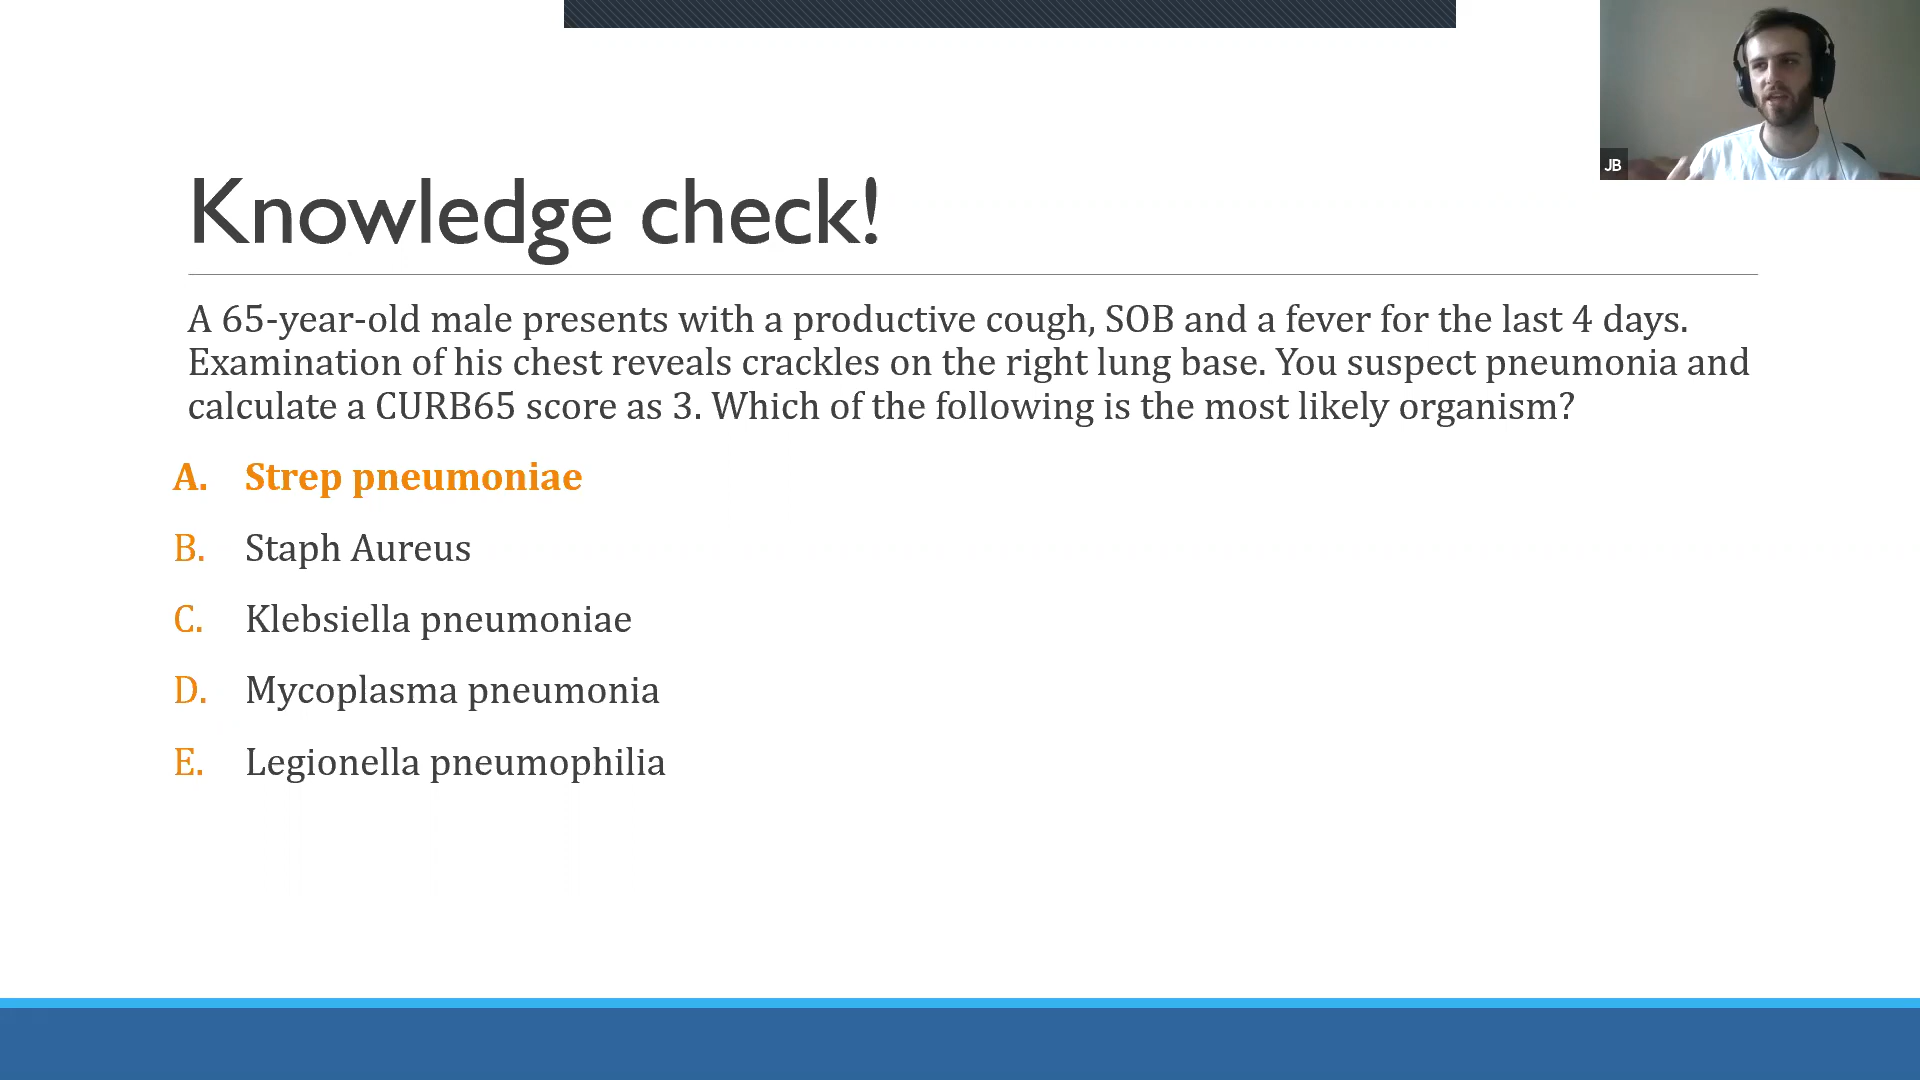 JB
Knowledge check!
A 65-year-old male presents with a productive cough, SOB and a fever for the last 4 days.
Examination of his chest reveals crackles on the right lung base. You suspect pneumonia and
calculate a CURB65 score as 3. Which of the following is the most likely organism?
A. Strep pneumoniae
B. Staph Aureus
C. Klebsiella pneumoniae
D. Mycoplasma pneumonia
E. Legionella pneumophilia